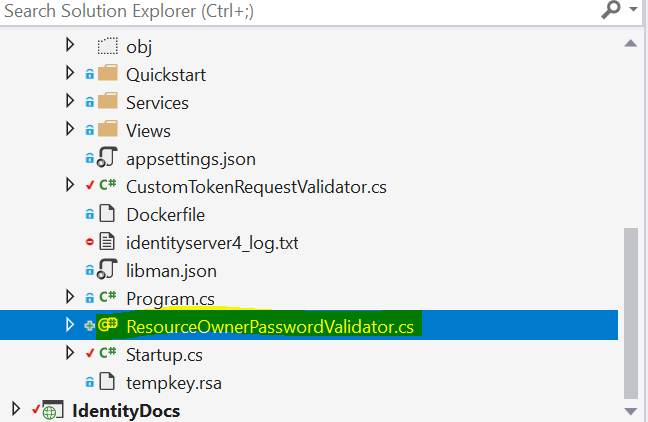 Search Solution Explorer (Ctrl+;)
obj
Quickstart
Services
Views
appsettings.json
C# CustomTokenRequestValidator.cs
Dockerfile
identityserver4_log.txt
libman.json
C# Program.cs
C# ResourceOwnerPasswordValidator.cs
C# Startup.cs
tempkey.rsa
IdentityDocs